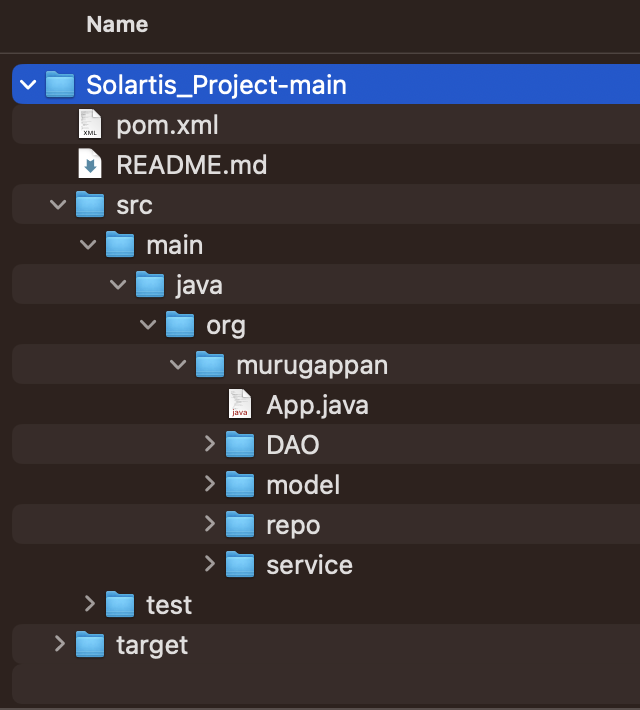 Name
Solartis_Project-main
XML
pom.xml
README.md
src
main
java
org
murugappan
java
App.java
DAO
model
repo
service
test
target